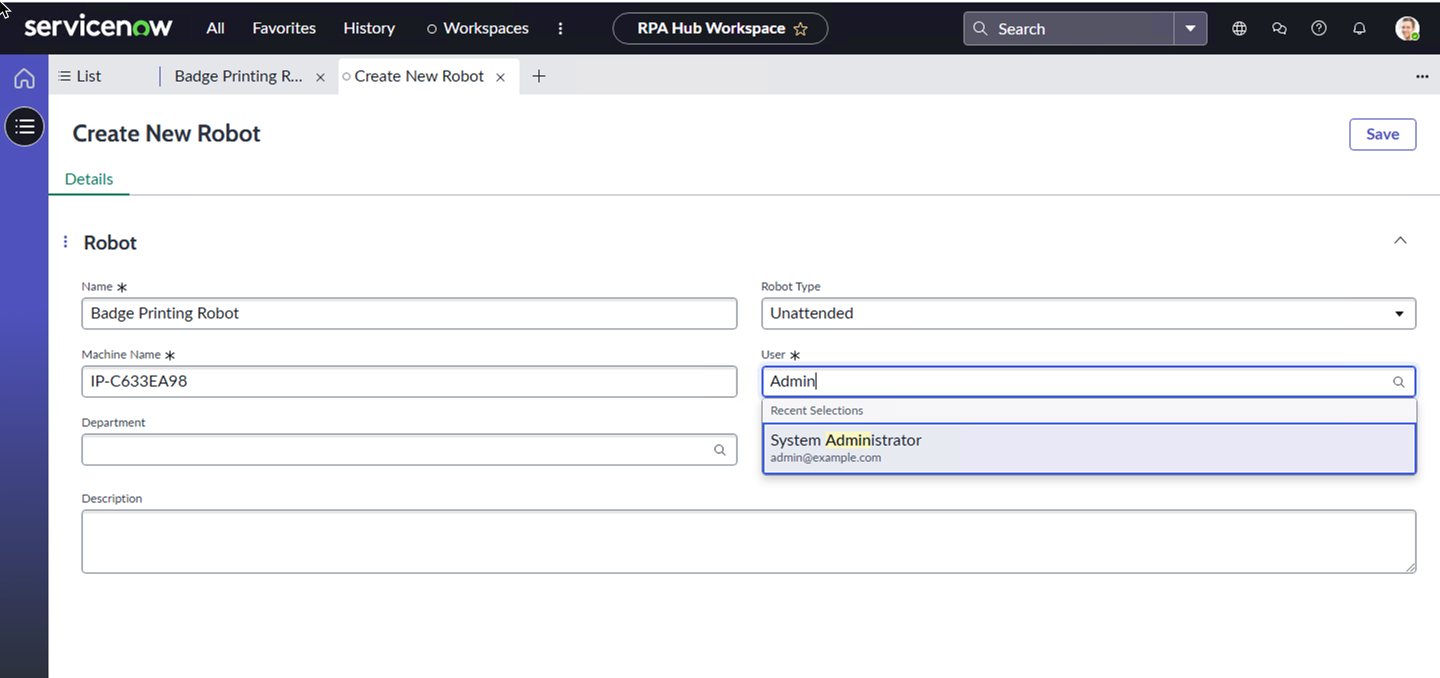 servicenow All Favorites History Workspaces RPA Hub Workspace Search
List Badge Printing R... Create New Robot
Create New Robot
Save
Details
Robot
Name *
Badge Printing Robot
Robot Type
Unattended
Machine Name *
IP-C633EA98
User *
Admin
Recent Selections
System Administrator
admin@example.com
Department
Description